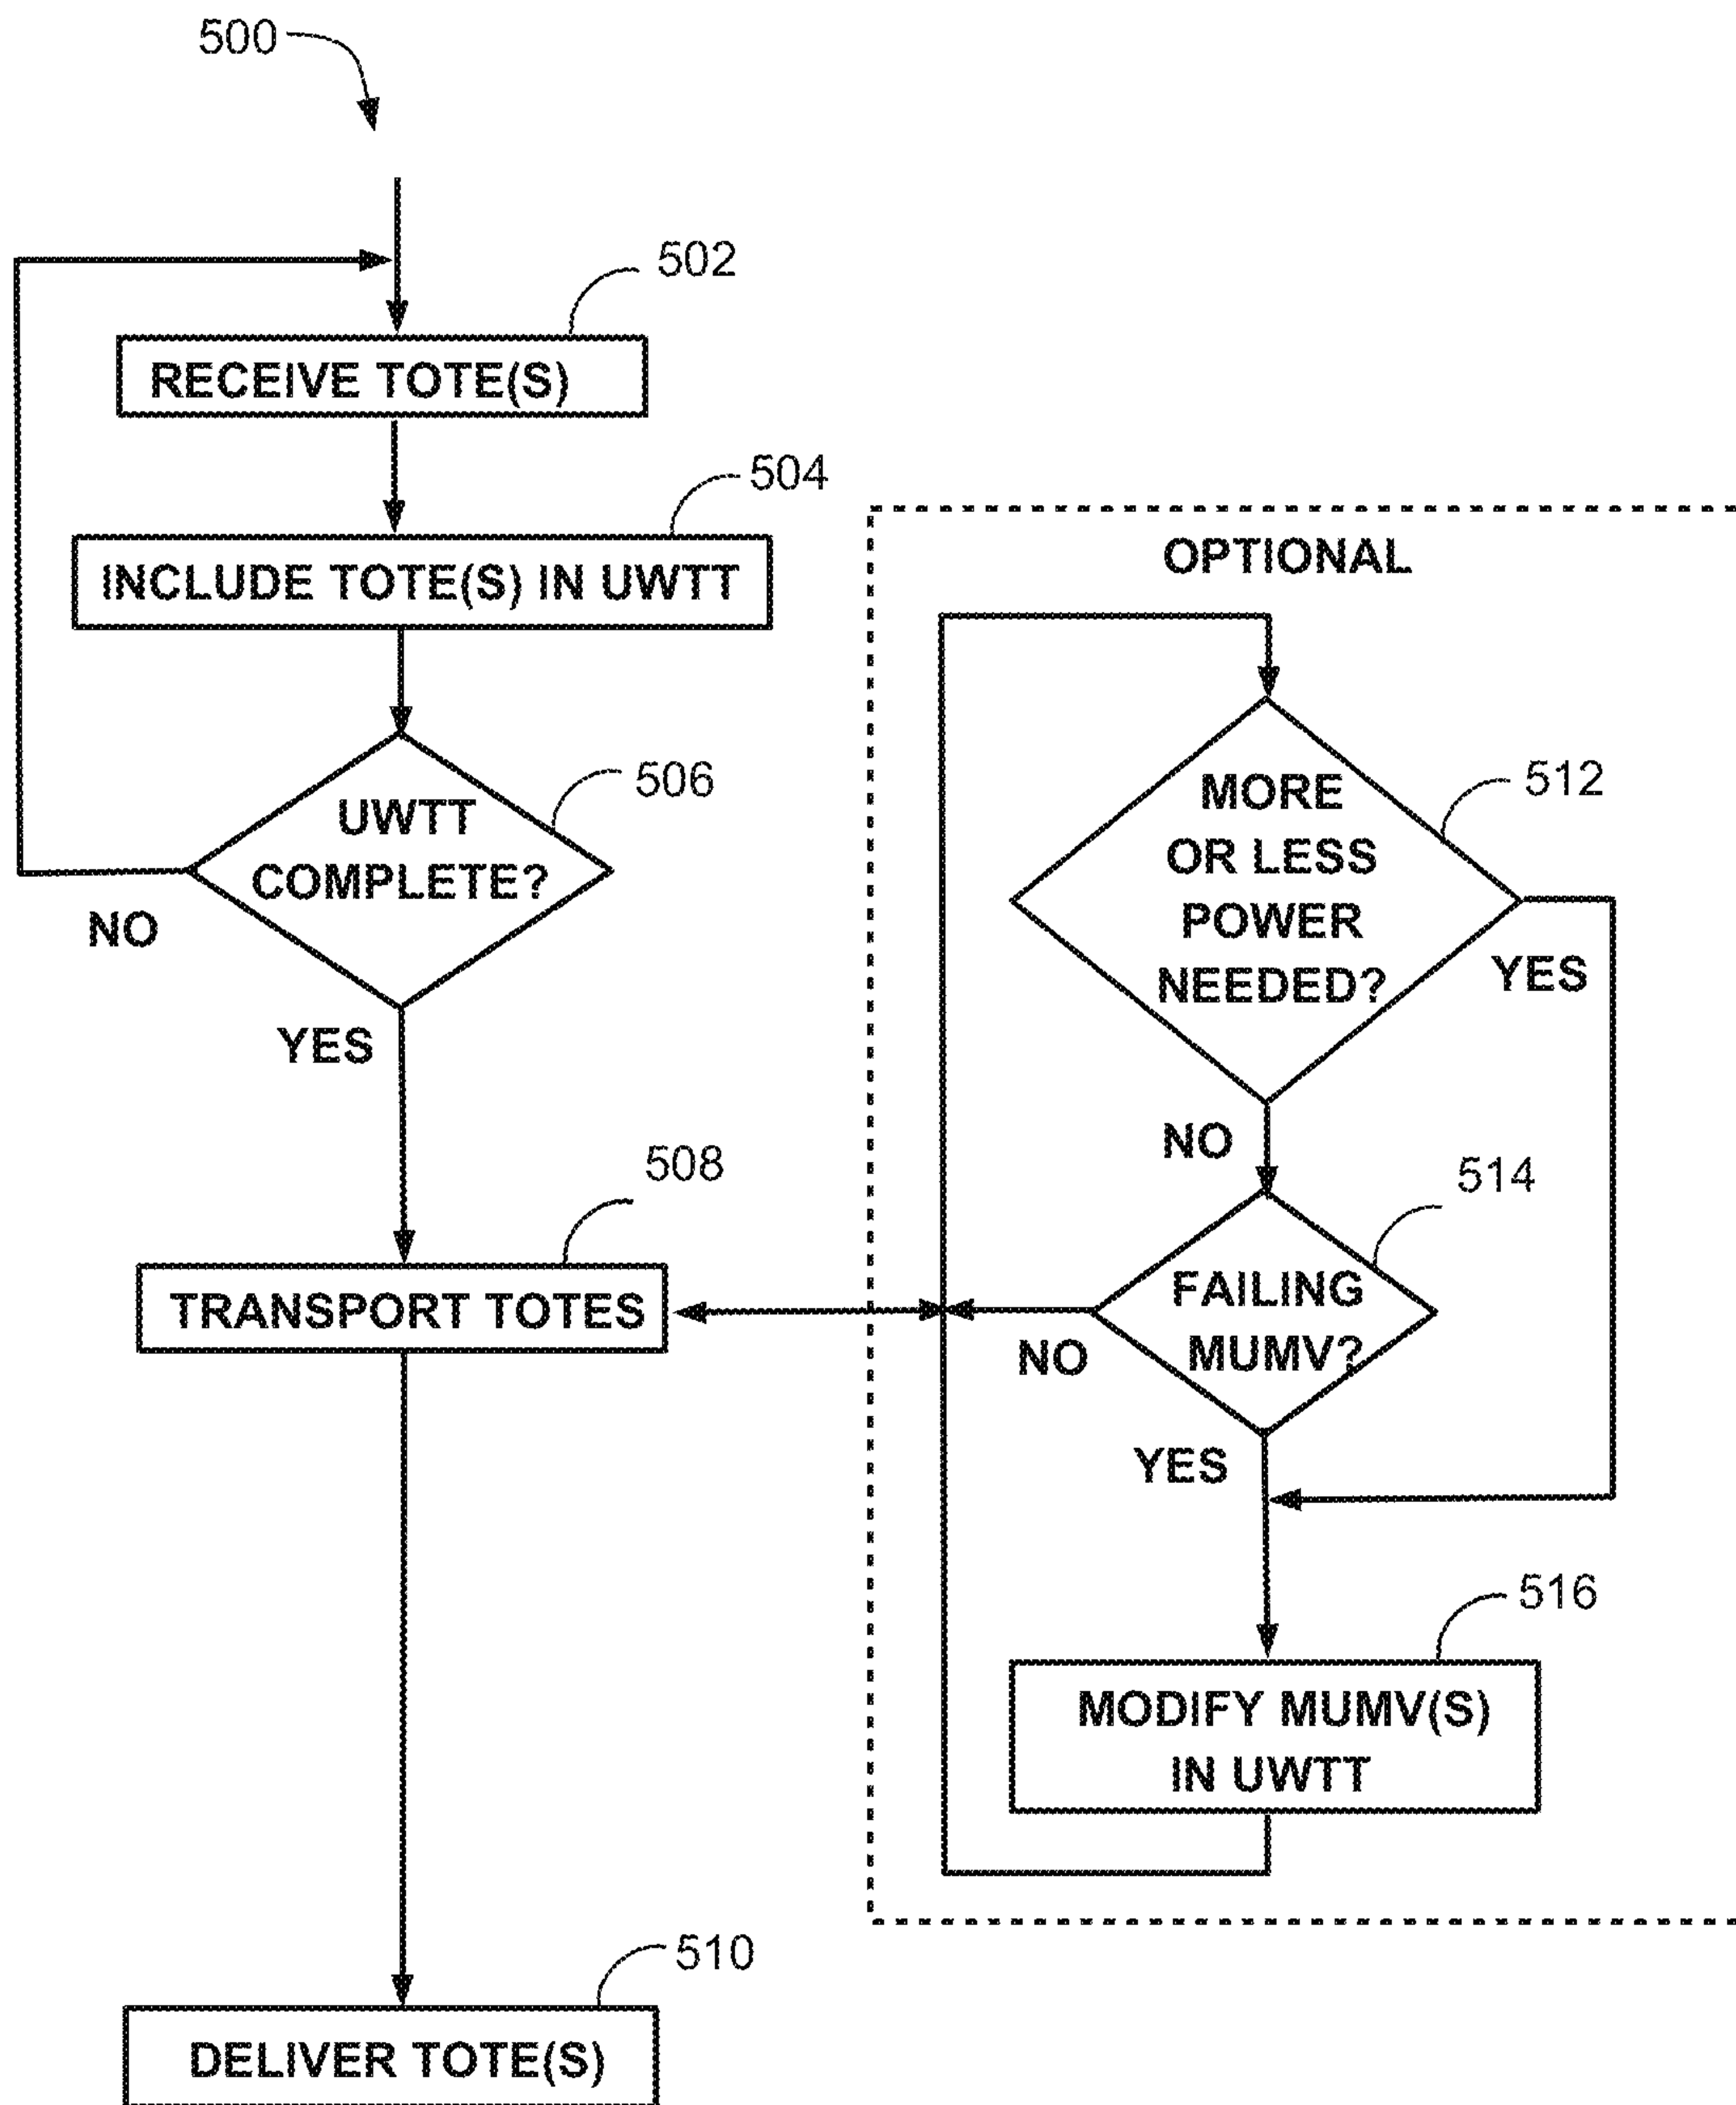 500
502
RECEIVE TOTE(S)
504
INCLUDE TOTE(S) IN UWTT
506
UWTT
COMPLETE?
NO
YES
508
TRANSPORT TOTES
510
DELIVER TOTE(S)
OPTIONAL
512
MORE
OR LESS
POWER
NEEDED?
YES
NO
514
FAILING
MUMV?
NO
YES
516
MODIFY MUMV(S)
IN UWTT